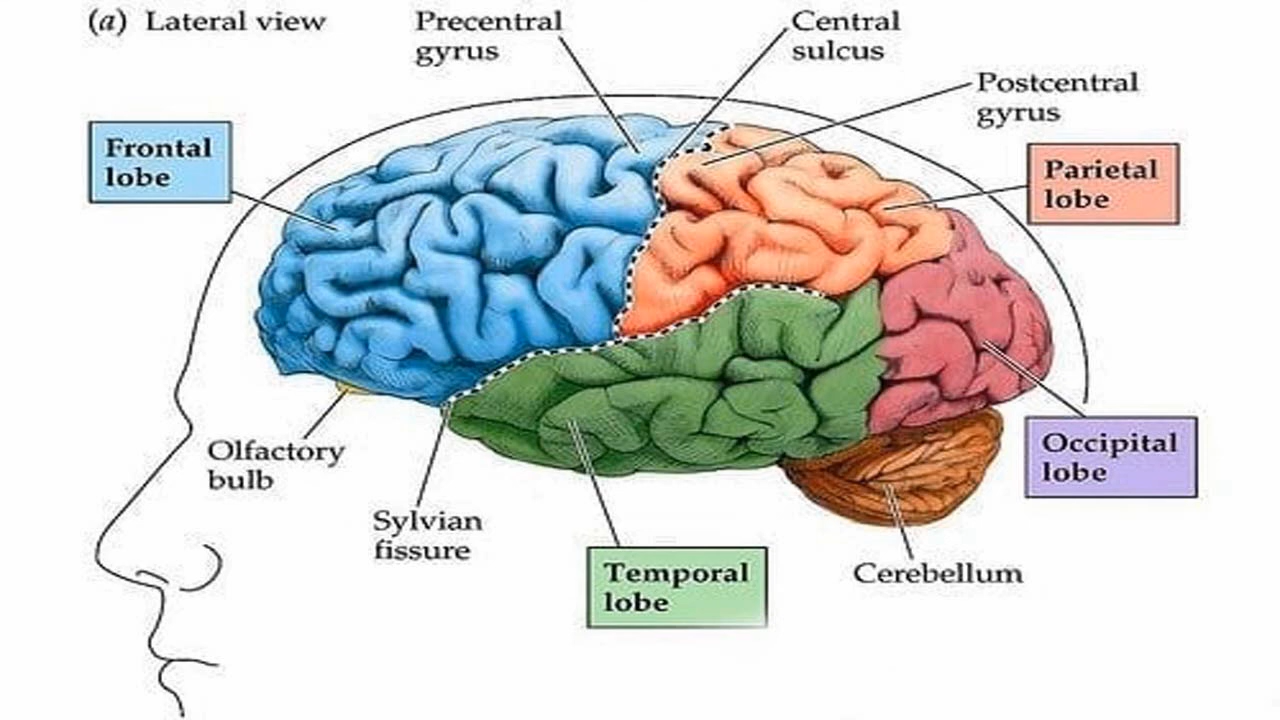 (a) Lateral view
Precentral
gyrus
Central
sulcus
Postcentral
gyrus
Frontal
lobe
Parietal
lobe
Olfactory
bulb
Occipital
lobe
Sylvian
fissure
Temporal
lobe
Cerebellum